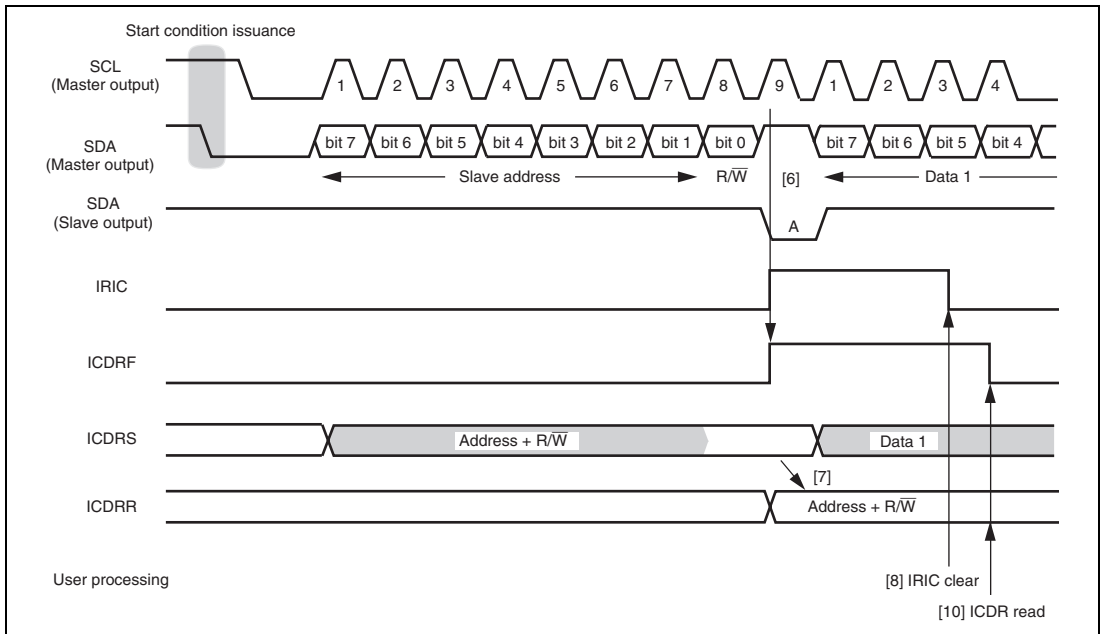 Start condition issuance
SCL
(Master output)
1 2 3 4 5 6 7 8 9 1 2 3 4
SDA
(Master output)
bit 7 bit 6 bit 5 bit 4 bit 3 bit 2 bit 1 bit 0 bit 7 bit 6 bit 5 bit 4
Slave address R/W̅ [6] Data 1
SDA
(Slave output)
A
IRIC
ICDRF
ICDRS
Address + R/W̅ Data 1
[7]
ICDRR
Address + R/W̅
User processing
[8] IRIC clear
[10] ICDR read